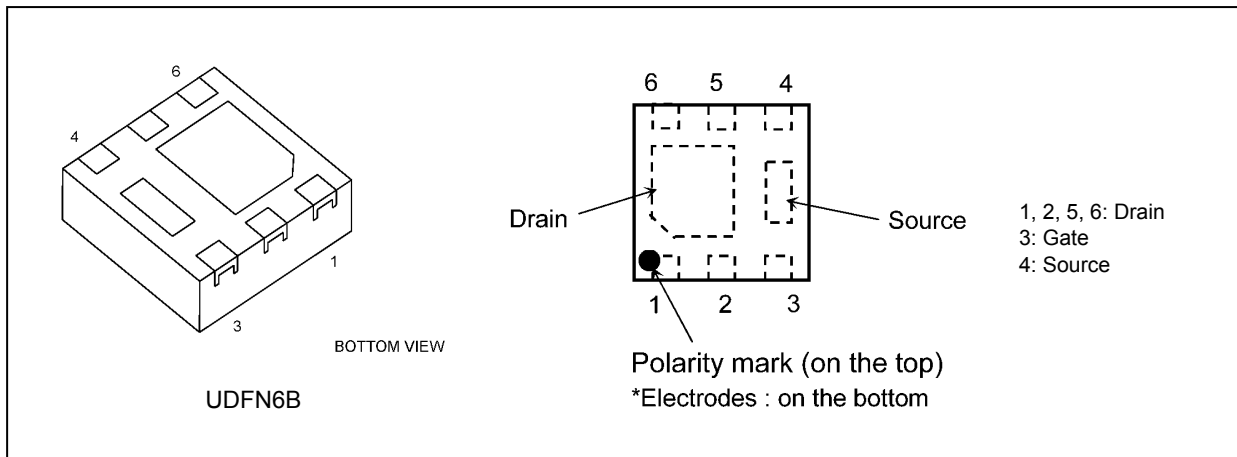 6
4
1
3
BOTTOM VIEW
UDFN6B
6 5 4
Drain
Source
1 2 3
Polarity mark (on the top)
*Electrodes : on the bottom
1, 2, 5, 6: Drain
3: Gate
4: Source